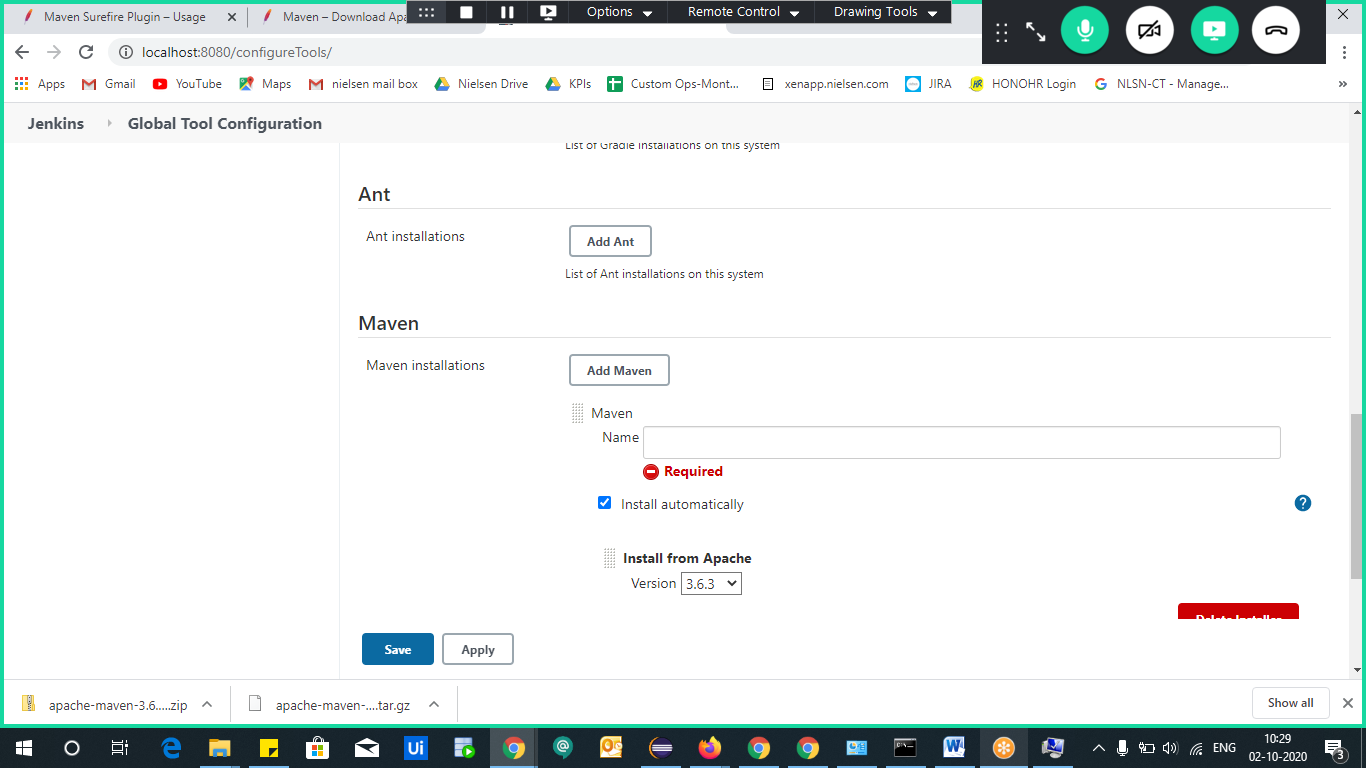 Maven Surefire Plugin – Usage
Maven – Download Apa
Options
Remote Control
Drawing Tools
localhost:8080/configureTools/
Apps
Gmail
YouTube
Maps
nielsen mail box
Nielsen Drive
KPIs
Custom Ops-Mont...
xenapp.nielsen.com
JIRA
HONOHR Login
NLSN-CT - Manage...
»
Jenkins
Global Tool Configuration
List of Gradle installations on this system
Ant
Ant installations
Add Ant
List of Ant installations on this system
Maven
Maven installations
Add Maven
Maven
Name
Required
Install automatically
?
Install from Apache
Version 3.6.3
Delete Installer
Save
Apply
apache-maven-3.6.....zip
apache-maven-....tar.gz
Show all
Ui
ENG
10:29
02-10-2020
3